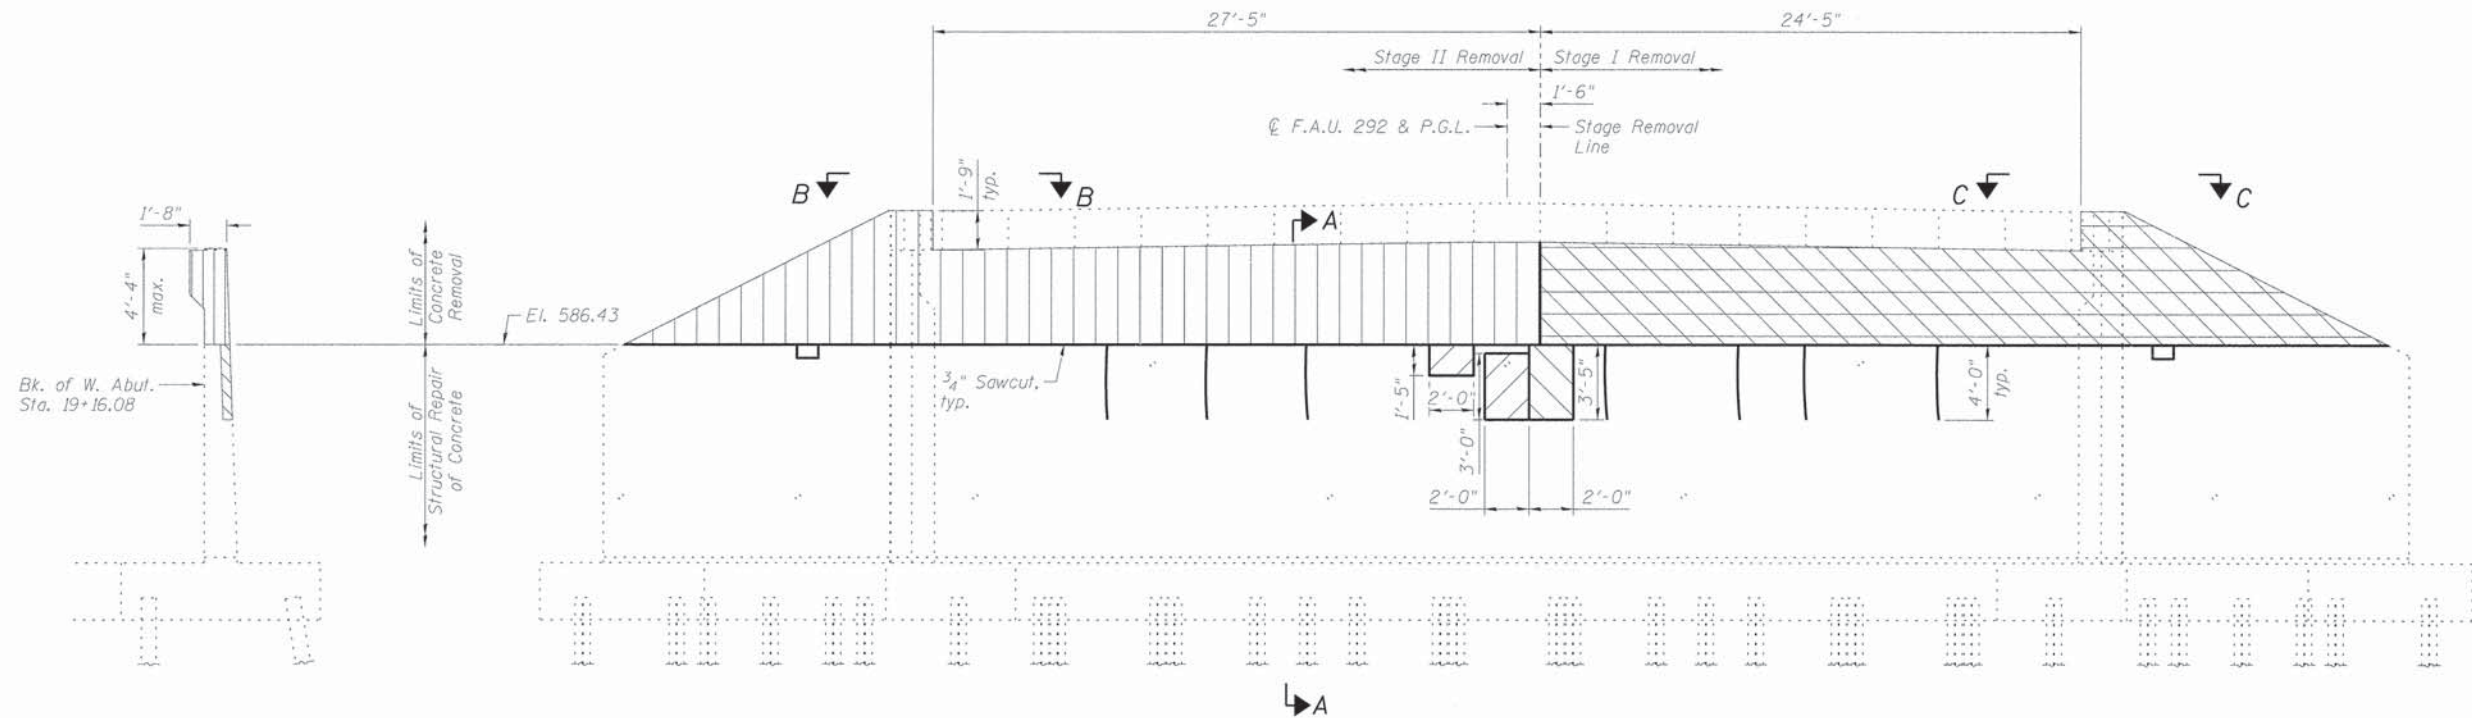 27'-5"
24'-5"
Stage II Removal
Stage I Removal
1'-6"
℄ F.A.U. 292 & P.G.L.
Stage Removal
Line
B
B
1'-9"
typ.
C
C
A
1'-8"
4'-4"
max.
Limits of
Concrete
Removal
El. 586.43
Bk. of W. Abut.
Sta. 19+16.08
Limits of
Structural Repair
of Concrete
3/4" Sawcut,
typ.
1'-5"
2'-0"
3'-0"
3'-5"
4'-0"
typ.
2'-0"
2'-0"
A